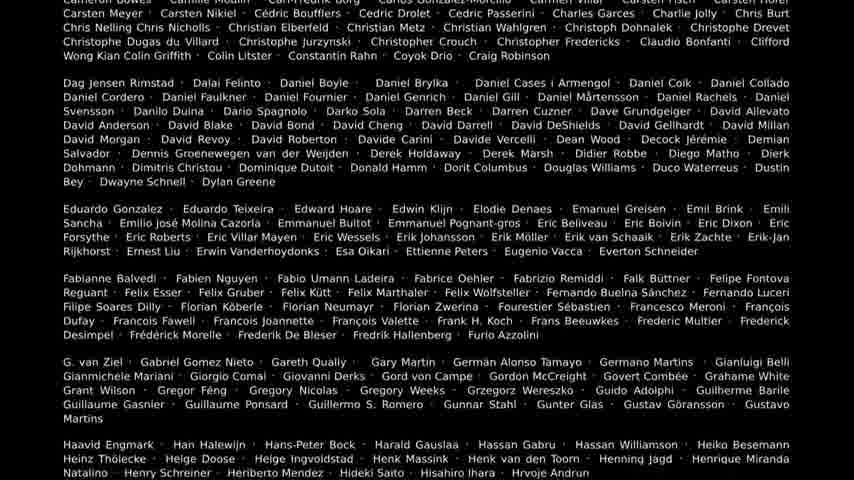 Carsten Meyer · Carsten Nikiel · Cédric Boufflers · Cedric Drolet · Cedric Passerini · Charles Garces · Charlie Jolly · Chris Burt
Chris Nelling Chris Nicholls · Christian Elberfeld · Christian Metz · Christian Wahlgren · Christoph Dohnalek · Christophe Drevet
Christophe Dugas du Villard · Christophe Jurzynski · Christopher Crouch · Christopher Fredericks · Claudio Bonfanti · Clifford
Wong Kian Colin Griffith · Colin Litster · Constantin Rahn · Coyok Drio · Craig Robinson
Dag Jensen Rimstad · Dalai Felinto · Daniel Boyle · Daniel Brylka · Daniel Cases i Armengol · Daniel Coik · Daniel Collado
Daniel Cordero · Daniel Faulkner · Daniel Fournier · Daniel Genrich · Daniel Gill · Daniel Mårtensson · Daniel Rachels · Daniel
Svensson · Danilo Duina · Dario Spagnolo · Darko Sola · Darren Beck · Darren Cuzner · Dave Grundgeiger · David Allevato
David Anderson · David Blake · David Bond · David Cheng · David Darrell · David DeShields · David Gellhardt · David Millan
David Morgan · David Revoy · David Roberton · Davide Carini · Davide Vercelli · Dean Wood · Decock Jérémie · Demian
Salvador · Dennis Groenewegen van der Weijden · Derek Holdaway · Derek Marsh · Didier Robbe · Diego Matho · Dierk
Dohmann · Dimitris Christou · Dominique Dutoit · Donald Hamm · Dorit Columbus · Douglas Williams · Duco Waterreus · Dustin
Bey · Dwayne Schnell · Dylan Greene
Eduardo Gonzalez · Eduardo Teixeira · Edward Hoare · Edwin Klijn · Elodie Denaes · Emanuel Greisen · Emil Brink · Emili
Sancha · Emilio josé Molina Cazorla · Emmanuel Bultot · Emmanuel Pognant-gros · Eric Beliveau · Eric Boivin · Eric Dixon · Eric
Forsythe · Eric Roberts · Eric Villar Mayen · Eric Wessels · Erik Johansson · Erik Möller · Erik van Schaaik · Erik Zachte · Erik-Jan
Rijkhorst · Ernest Liu · Erwin Vanderhoydonks · Esa Oikari · Ettienne Peters · Eugenio Vacca · Everton Schneider
Fabianne Balvedi · Fabien Nguyen · Fabio Umann Ladeira · Fabrice Oehler · Fabrizio Remiddi · Falk Büttner · Felipe Fontova
Reguant · Felix Esser · Felix Gruber · Felix Kütt · Felix Marthaler · Felix Wolfsteller · Fernando Buelna Sánchez · Fernando Luceri
Filipe Soares Dilly · Florian Köberle · Florian Neumayr · Florian Zwerina · Fourestier Sébastien · Francesco Meroni · François
Dufay · Francois Fawell · Francois Joannette · François Valette · Frank H. Koch · Frans Beeuwkes · Frederic Multier · Frederick
Desimpel · Frédérick Morelle · Frederik De Bleser · Fredrik Hallenberg · Furio Azzolini
G. van Ziel · Gabriel Gomez Nieto · Gareth Qually · Gary Martin · Germán Alonso Tamayo · Germano Martins · Gianluigi Belli
Gianmichele Mariani · Giorgio Comai · Giovanni Derks · Gord von Campe · Gordon McCreight · Govert Combée · Grahame White
Grant Wilson · Gregor Féng · Gregory Nicolas · Gregory Weeks · Grzegorz Wereszko · Guido Adolphi · Guilherme Barile
Guillaume Gasnier · Guillaume Ponsard · Guillermo S. Romero · Gunnar Stahl · Gunter Glas · Gustav Göransson · Gustavo
Martins
Haavid Engmark · Han Halewijn · Hans-Peter Bock · Harald Gauslaa · Hassan Gabru · Hassan Williamson · Heiko Besemann
Heinz Thölecke · Helge Doose · Helge Ingvoldstad · Henk Massink · Henk van den Toorn · Henning Jagd · Henrique Miranda
Natalino · Henry Schreiner · Heriberto Mendez · Hideki Saito · Hisahiro Ihara · Hrvoje Andrun